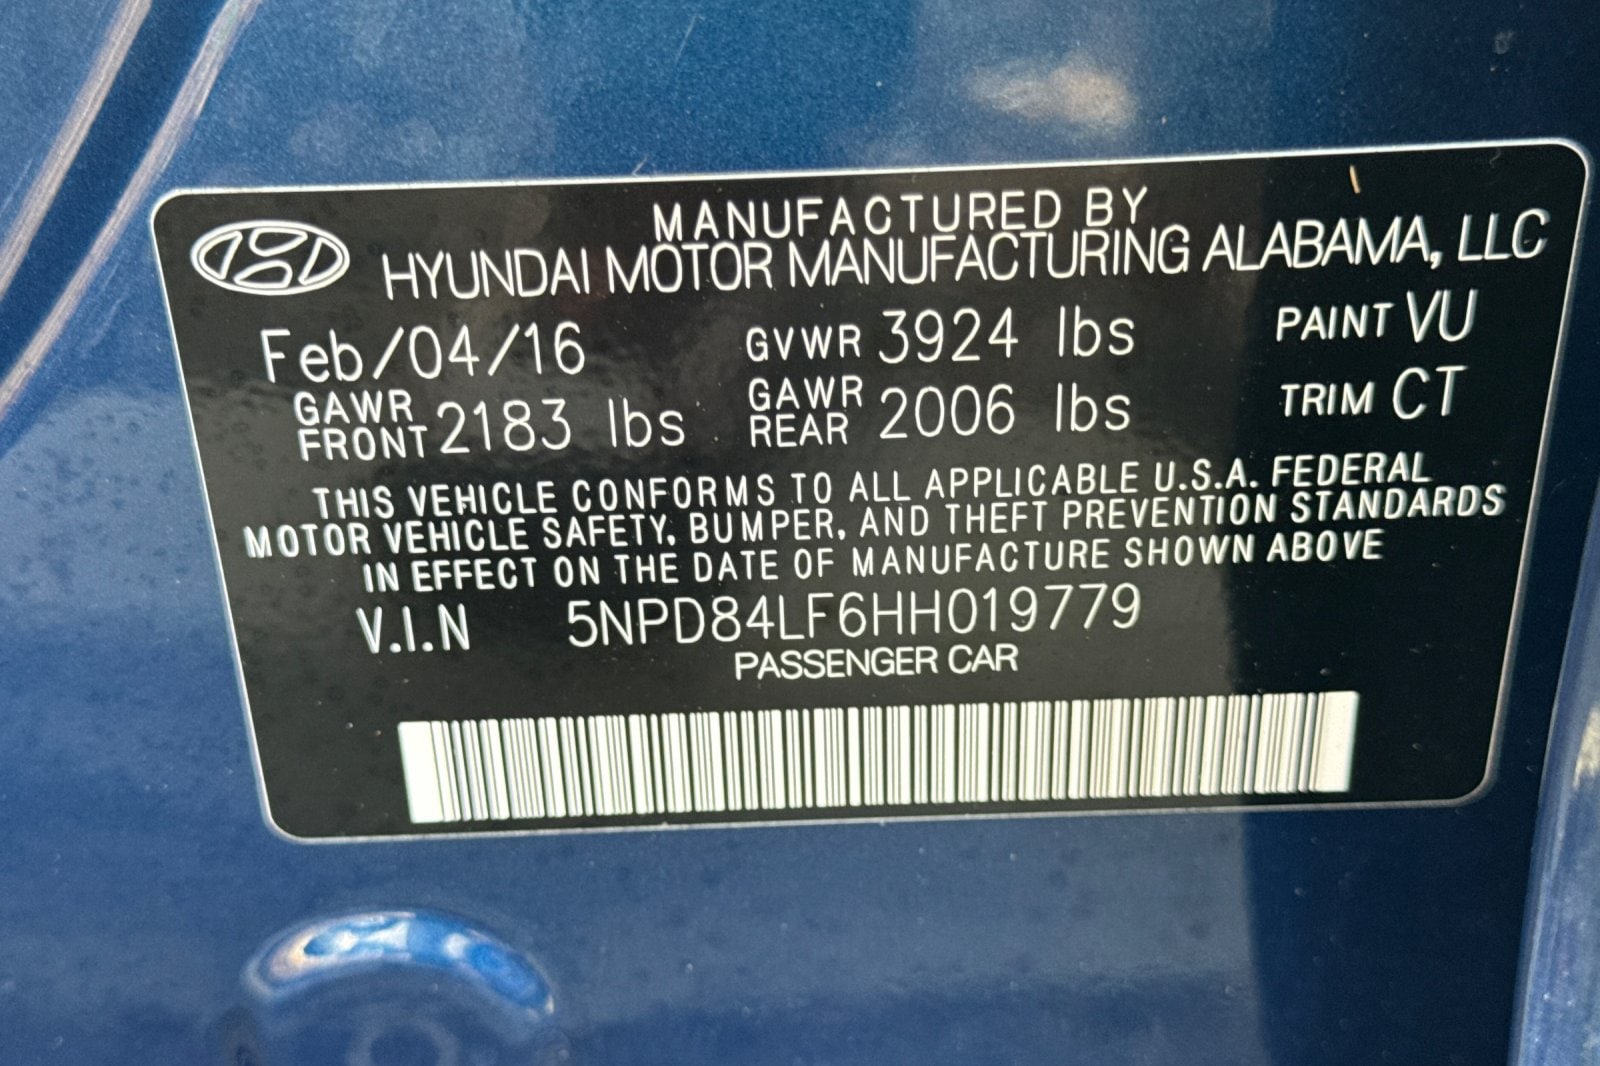 MANUFACTURED BY
HYUNDAI MOTOR MANUFACTURING ALABAMA, LLC
Feb/04/16 GVWR 3924 lbs PAINT VU
GAWR FRONT 2183 lbs GAWR REAR 2006 lbs TRIM CT
THIS VEHICLE CONFORMS TO ALL APPLICABLE U.S.A. FEDERAL
MOTOR VEHICLE SAFETY, BUMPER, AND THEFT PREVENTION STANDARDS
IN EFFECT ON THE DATE OF MANUFACTURE SHOWN ABOVE
V.I.N 5NPD84LF6HH019779
PASSENGER CAR